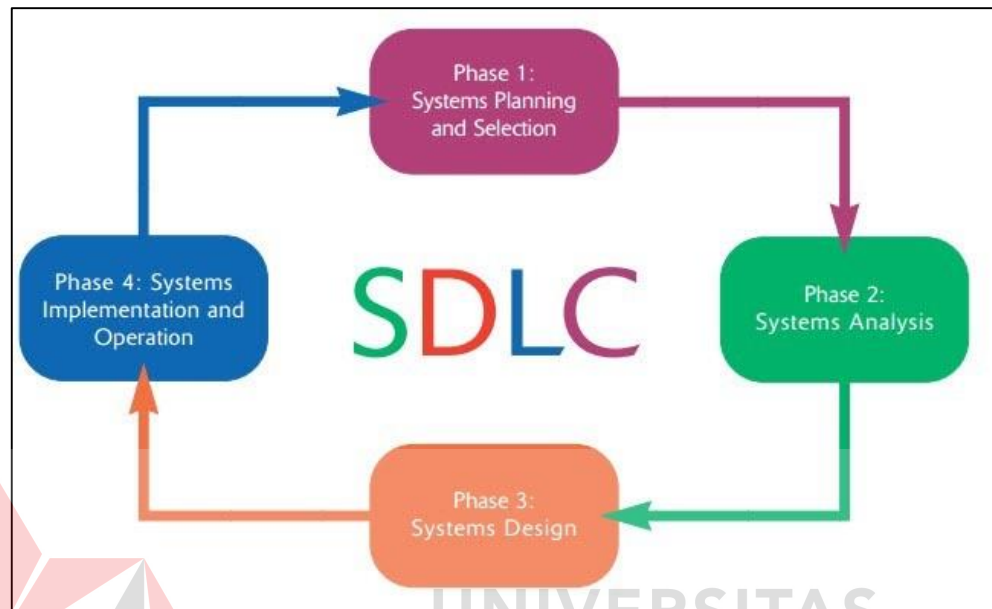 Phase 1:
Systems Planning
and Selection
Phase 4: Systems
Implementation and
Operation
SDLC
Phase 2:
Systems Analysis
Phase 3:
Systems Design
UNIVERSITAS